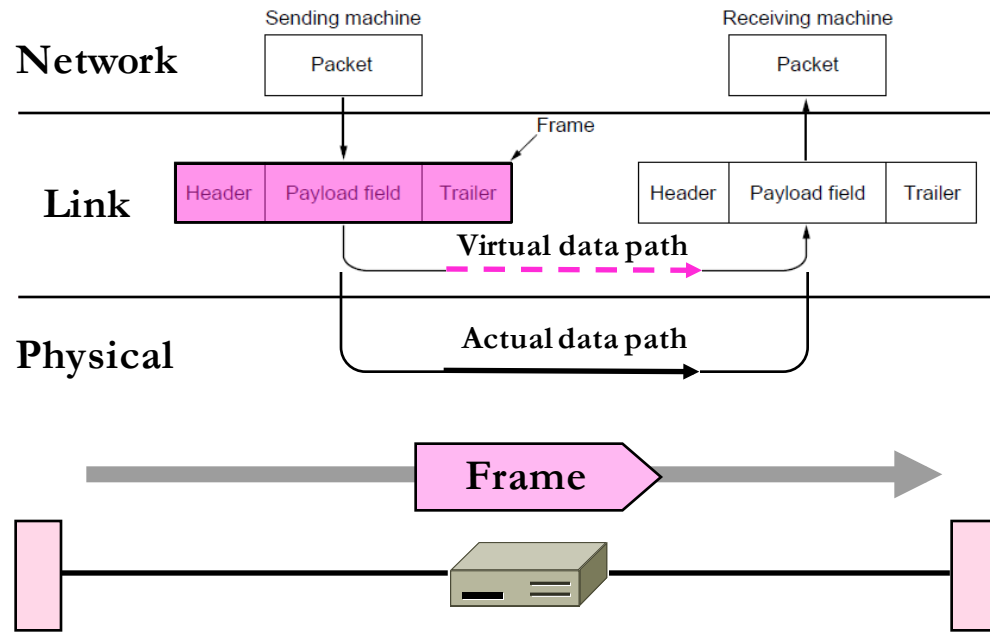 Sending machine
Receiving machine
Network
Packet
Packet
Frame
Link
Header
Payload field
Trailer
Header
Payload field
Trailer
Virtual data path
Physical
Actual data path
Frame